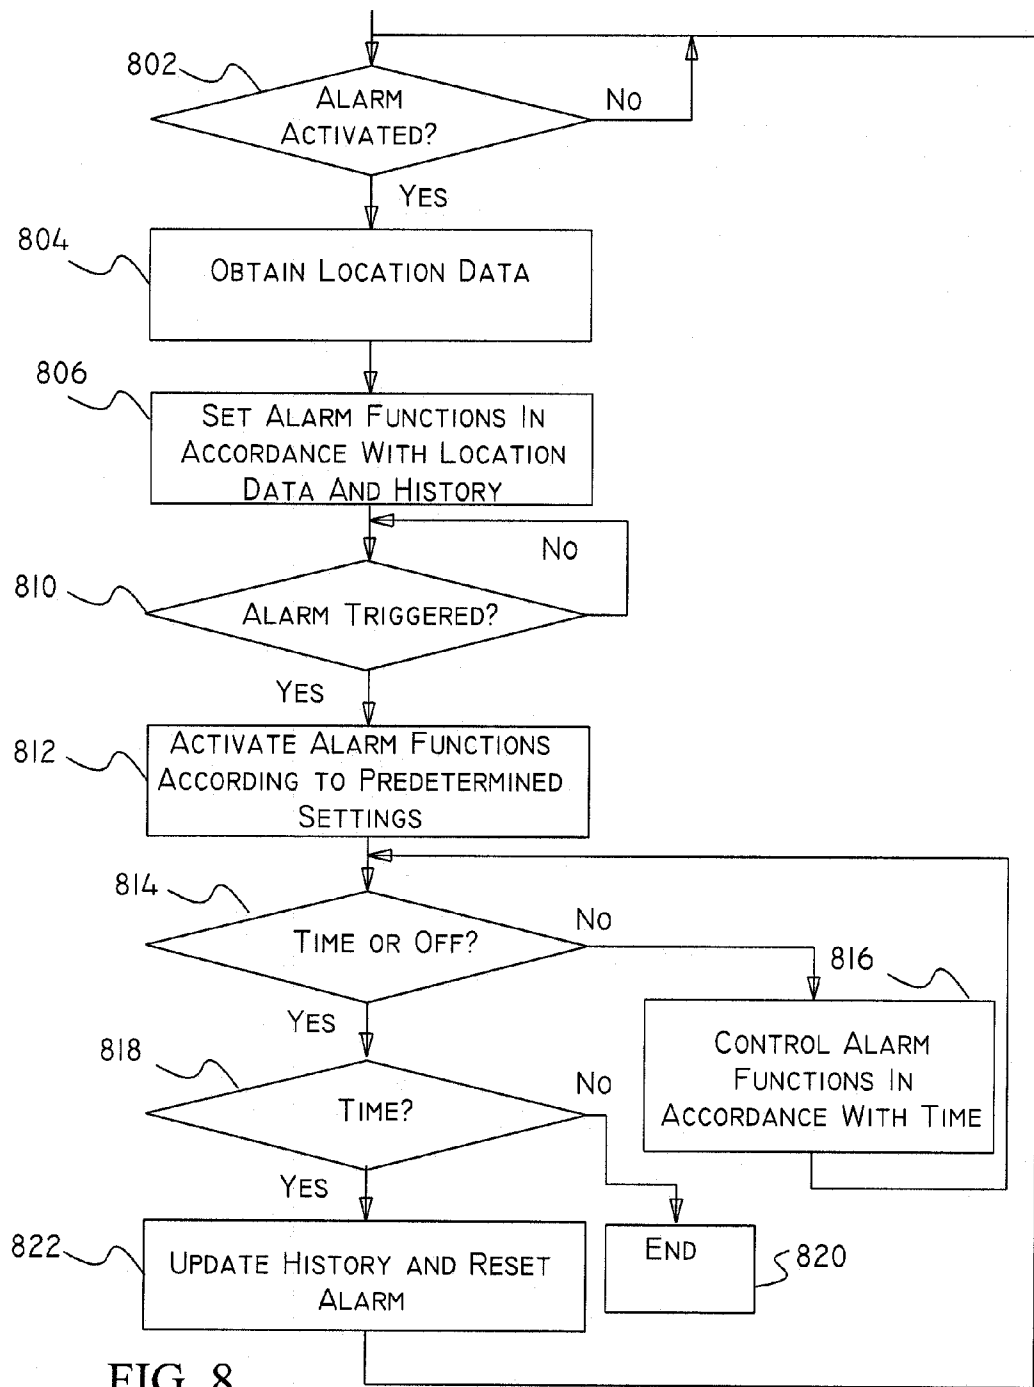 802
ALARM
ACTIVATED?
NO
YES
804
OBTAIN LOCATION DATA
806
SET ALARM FUNCTIONS IN
ACCORDANCE WITH LOCATION
DATA AND HISTORY
NO
810
ALARM TRIGGERED?
YES
812
ACTIVATE ALARM FUNCTIONS
ACCORDING TO PREDETERMINED
SETTINGS
814
TIME OR OFF?
NO
816
YES
CONTROL ALARM
FUNCTIONS IN
ACCORDANCE WITH TIME
818
TIME?
NO
YES
822
UPDATE HISTORY AND RESET
ALARM
END
820
FIG. 8